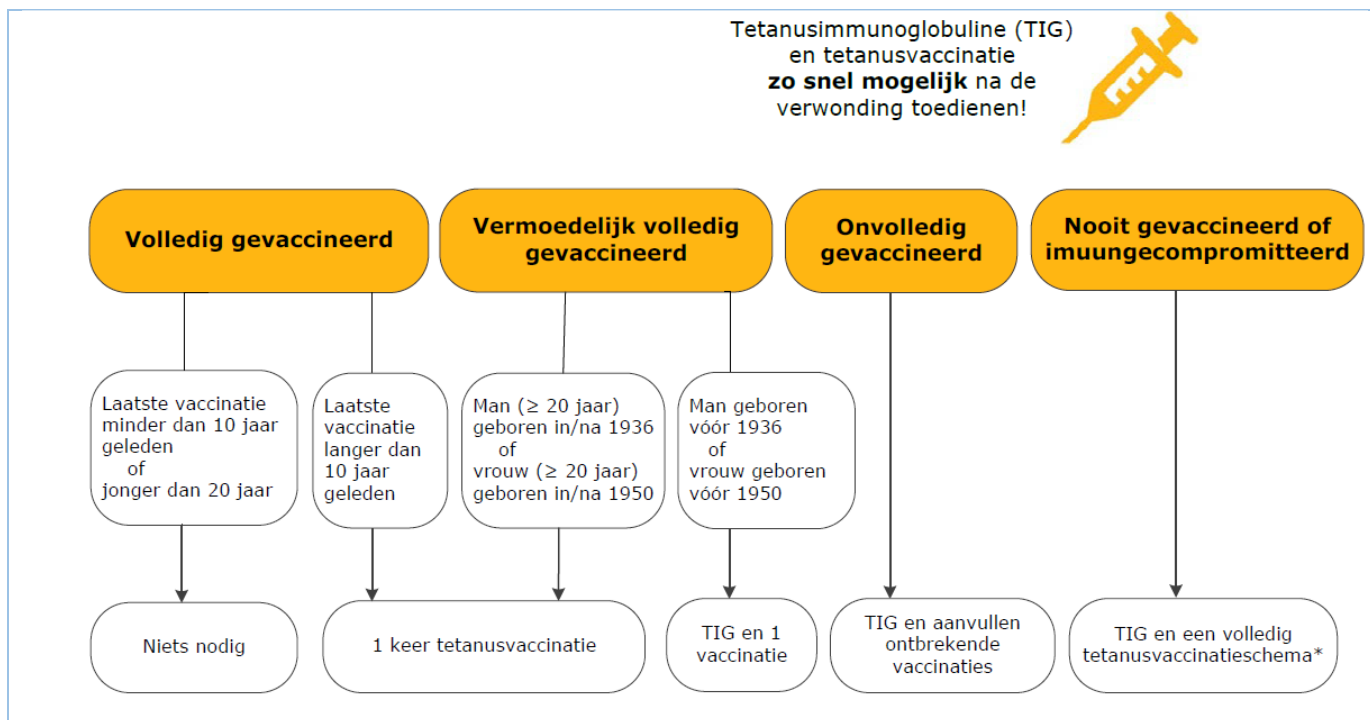 Tetanusimmunoglobuline (TIG)
en tetanusvaccinatie
zo snel mogelijk na de
verwonding toedienen!
Volledig gevaccineerd
Vermoedelijk volledig
gevaccineerd
Onvolledig
gevaccineerd
Nooit gevaccineerd of
imuungecompromitteerd
Laatste vaccinatie
minder dan 10 jaar
geleden
of
jonger dan 20 jaar
Laatste
vaccinatie
langer dan
10 jaar
geleden
Man (≥ 20 jaar)
geboren in/na 1936
of
vrouw (≥ 20 jaar)
geboren in/na 1950
Man geboren
vóór 1936
of
vrouw geboren
vóór 1950
Niets nodig
1 keer tetanusvaccinatie
TIG en 1
vaccinatie
TIG en aanvullen
ontbrekende
vaccinaties
TIG en een volledig
tetanusvaccinatieschema*